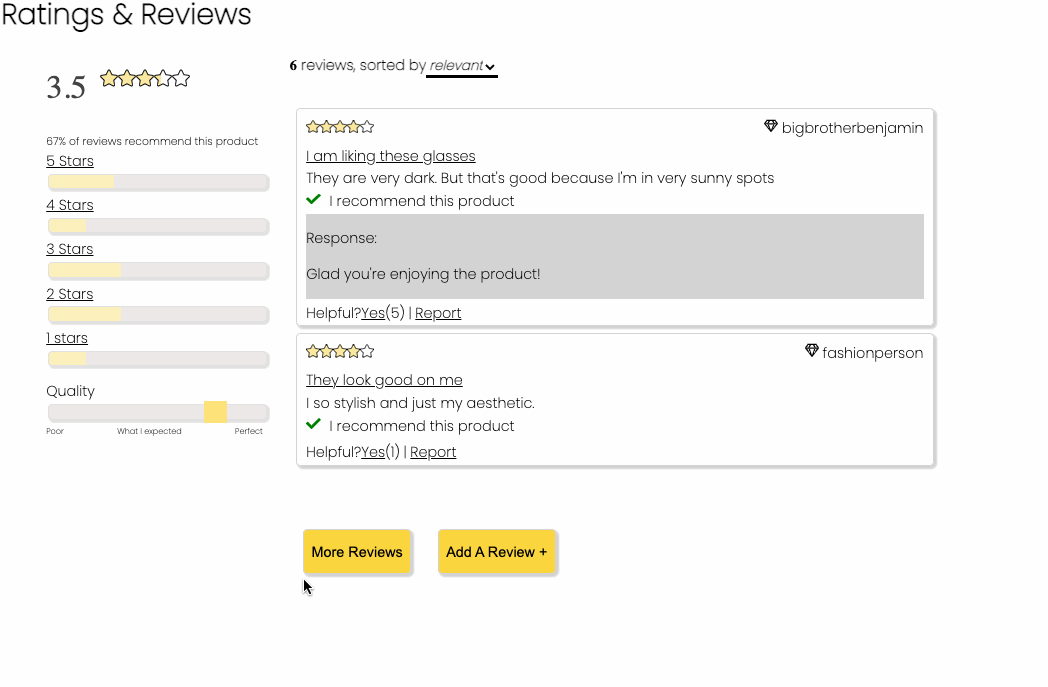 Ratings & Reviews
6 reviews, sorted by relevant
3.5
67% of reviews recommend this product
5 Stars
4 Stars
3 Stars
2 Stars
1 stars
Quality
Poor What I expected Perfect
bigbrotherbenjamin
I am liking these glasses
They are very dark. But that's good because I'm in very sunny spots
I recommend this product
Response:
Glad you're enjoying the product!
Helpful?Yes(5) | Report
fashionperson
They look good on me
I so stylish and just my aesthetic.
I recommend this product
Helpful?Yes(1) | Report
More Reviews
Add A Review +